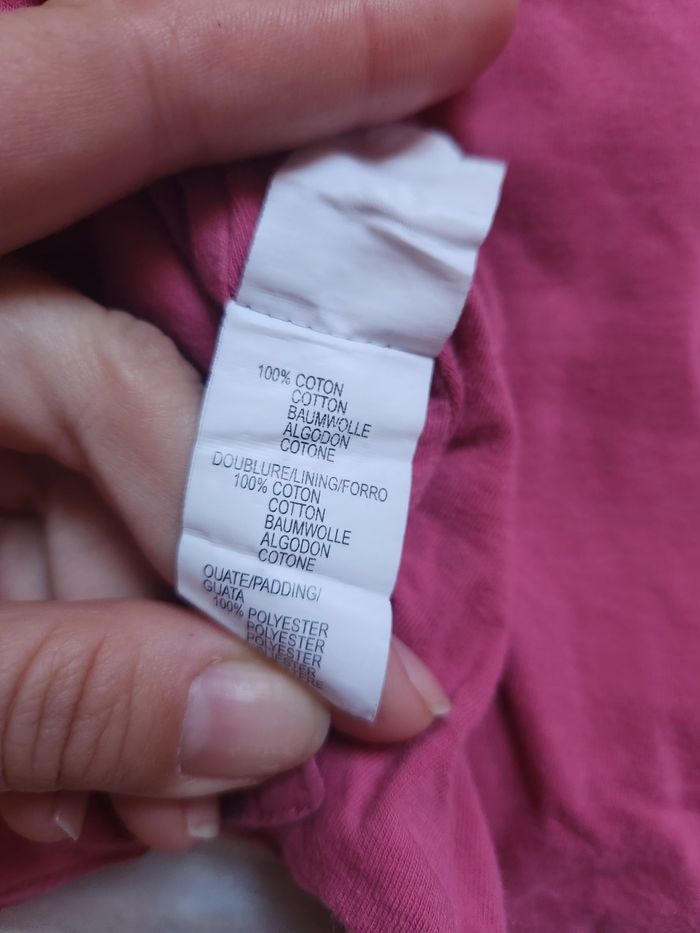 100% COTON
COTTON
BAUMWOLLE
ALGODON
COTONE
DOUBLURE/LINING/FORRO
100% COTON
COTTON
BAUMWOLLE
ALGODON
COTONE
OUATE/PADDING/
GUATA
100% POLYESTER
POLYESTER
POLYESTER